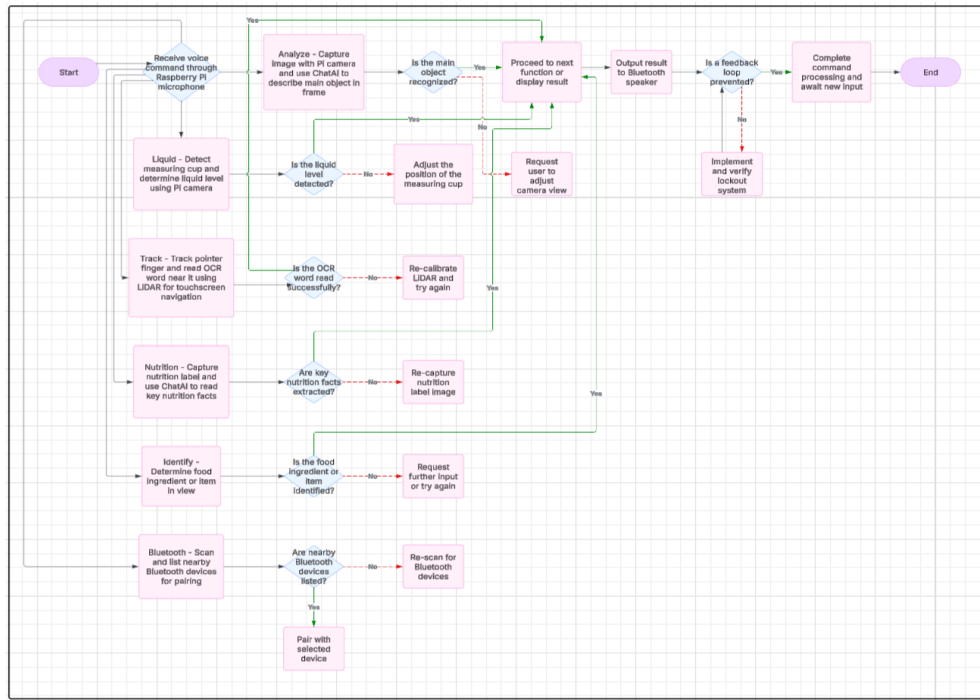 Start
Receive voice
command through
Raspberry Pi
microphone
Yes
Analyze - Capture
image with Pi camera
and use ChatAI to
describe main object in
frame
Is the main
object
recognized?
Yes
No
Proceed to next
function or
display result
Output result
to Bluetooth
speaker
Is a feedback
loop
prevented?
Yes
No
Complete
command
processing and
await new input
End
Implement
and verify
lockout
system
Liquid - Detect
measuring cup and
determine liquid level
using Pi camera
Is the liquid
level
detected?
Yes
No
Adjust the
position of the
measuring cup
Request
user to
adjust
camera view
Track - Track pointer
finger and read OCR
word near it using
LiDAR for touchscreen
navigation
Is the OCR
word read
successfully?
No
Re-calibrate
LiDAR and
try again
Yes
Nutrition - Capture
nutrition label and
use ChatAI to read
key nutrition facts
Are key
nutrition facts
extracted?
No
Re-capture
nutrition
label image
Yes
Identify -
Determine food
ingredient or item
in view
Is the food
ingredient or
item
identified?
No
Request
further input
or try again
Bluetooth - Scan
and list nearby
Bluetooth devices
for pairing
Are nearby
Bluetooth
devices
listed?
No
Re-scan for
Bluetooth
devices
Yes
Pair with
selected
device